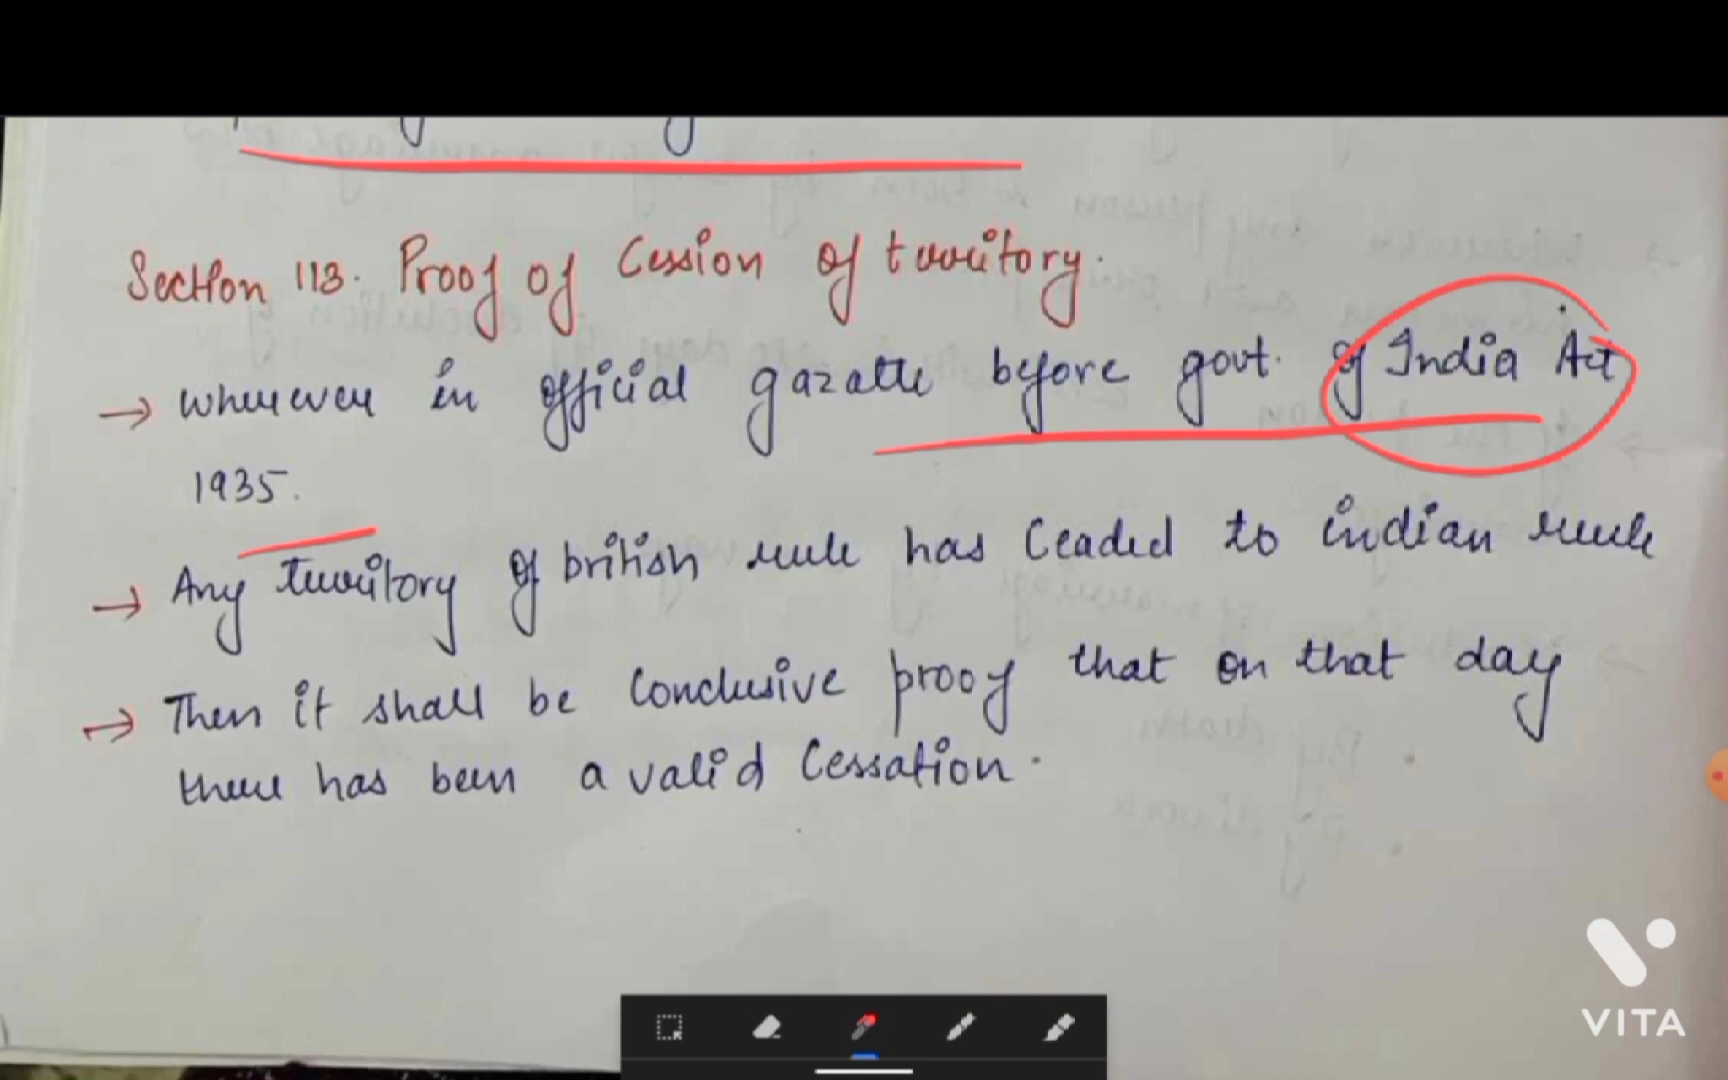 Section 113. Proof of Cession of territory.
→ Whenever in official gazatte before govt. of India Act
1935.
→ Any territory of british rule has Ceaded to indian rule
→ Then it shall be Conclusive proof that on that day
there has been a valid Cessation.
VITA